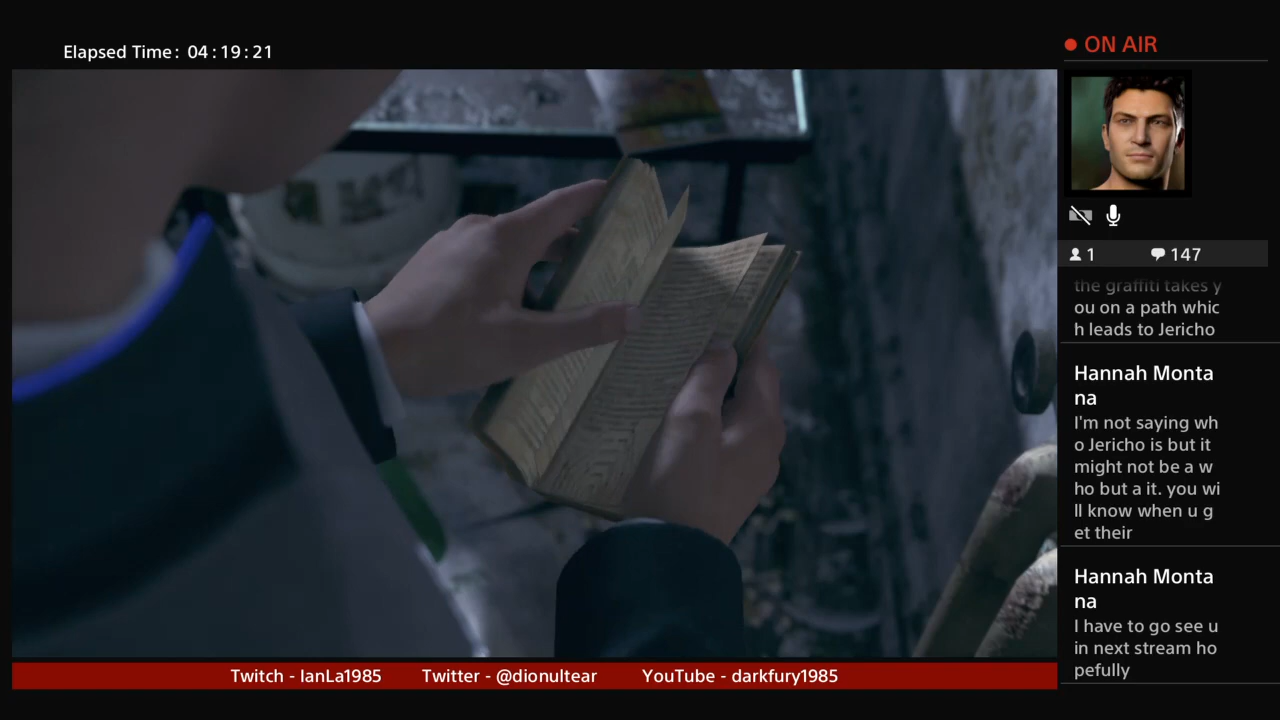 Elapsed Time: 04:19:21
ON AIR
1 147
the graffiti takes y
ou on a path whic
h leads to Jericho
Hannah Monta
na
I'm not saying wh
o Jericho is but it
might not be a w
ho but a it. you wi
ll know when u g
et their
Hannah Monta
na
I have to go see u
in next stream ho
pefully
Twitch - IanLa1985 Twitter - @dionultear YouTube - darkfury1985